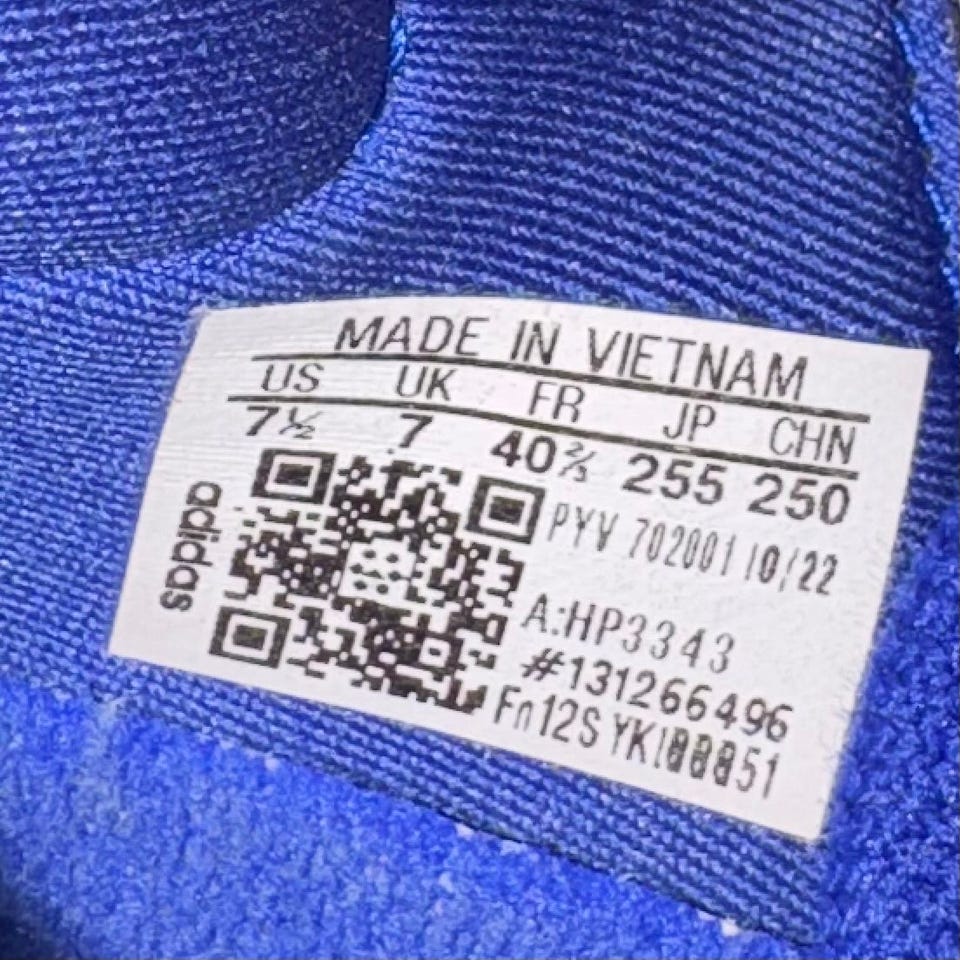 MADE IN VIETNAM
US UK FR JP CHN
7½ 7 40⅔ 255 250
PYV 702001 10/22
adidas
A:HP3343
#131266496
Fn12S